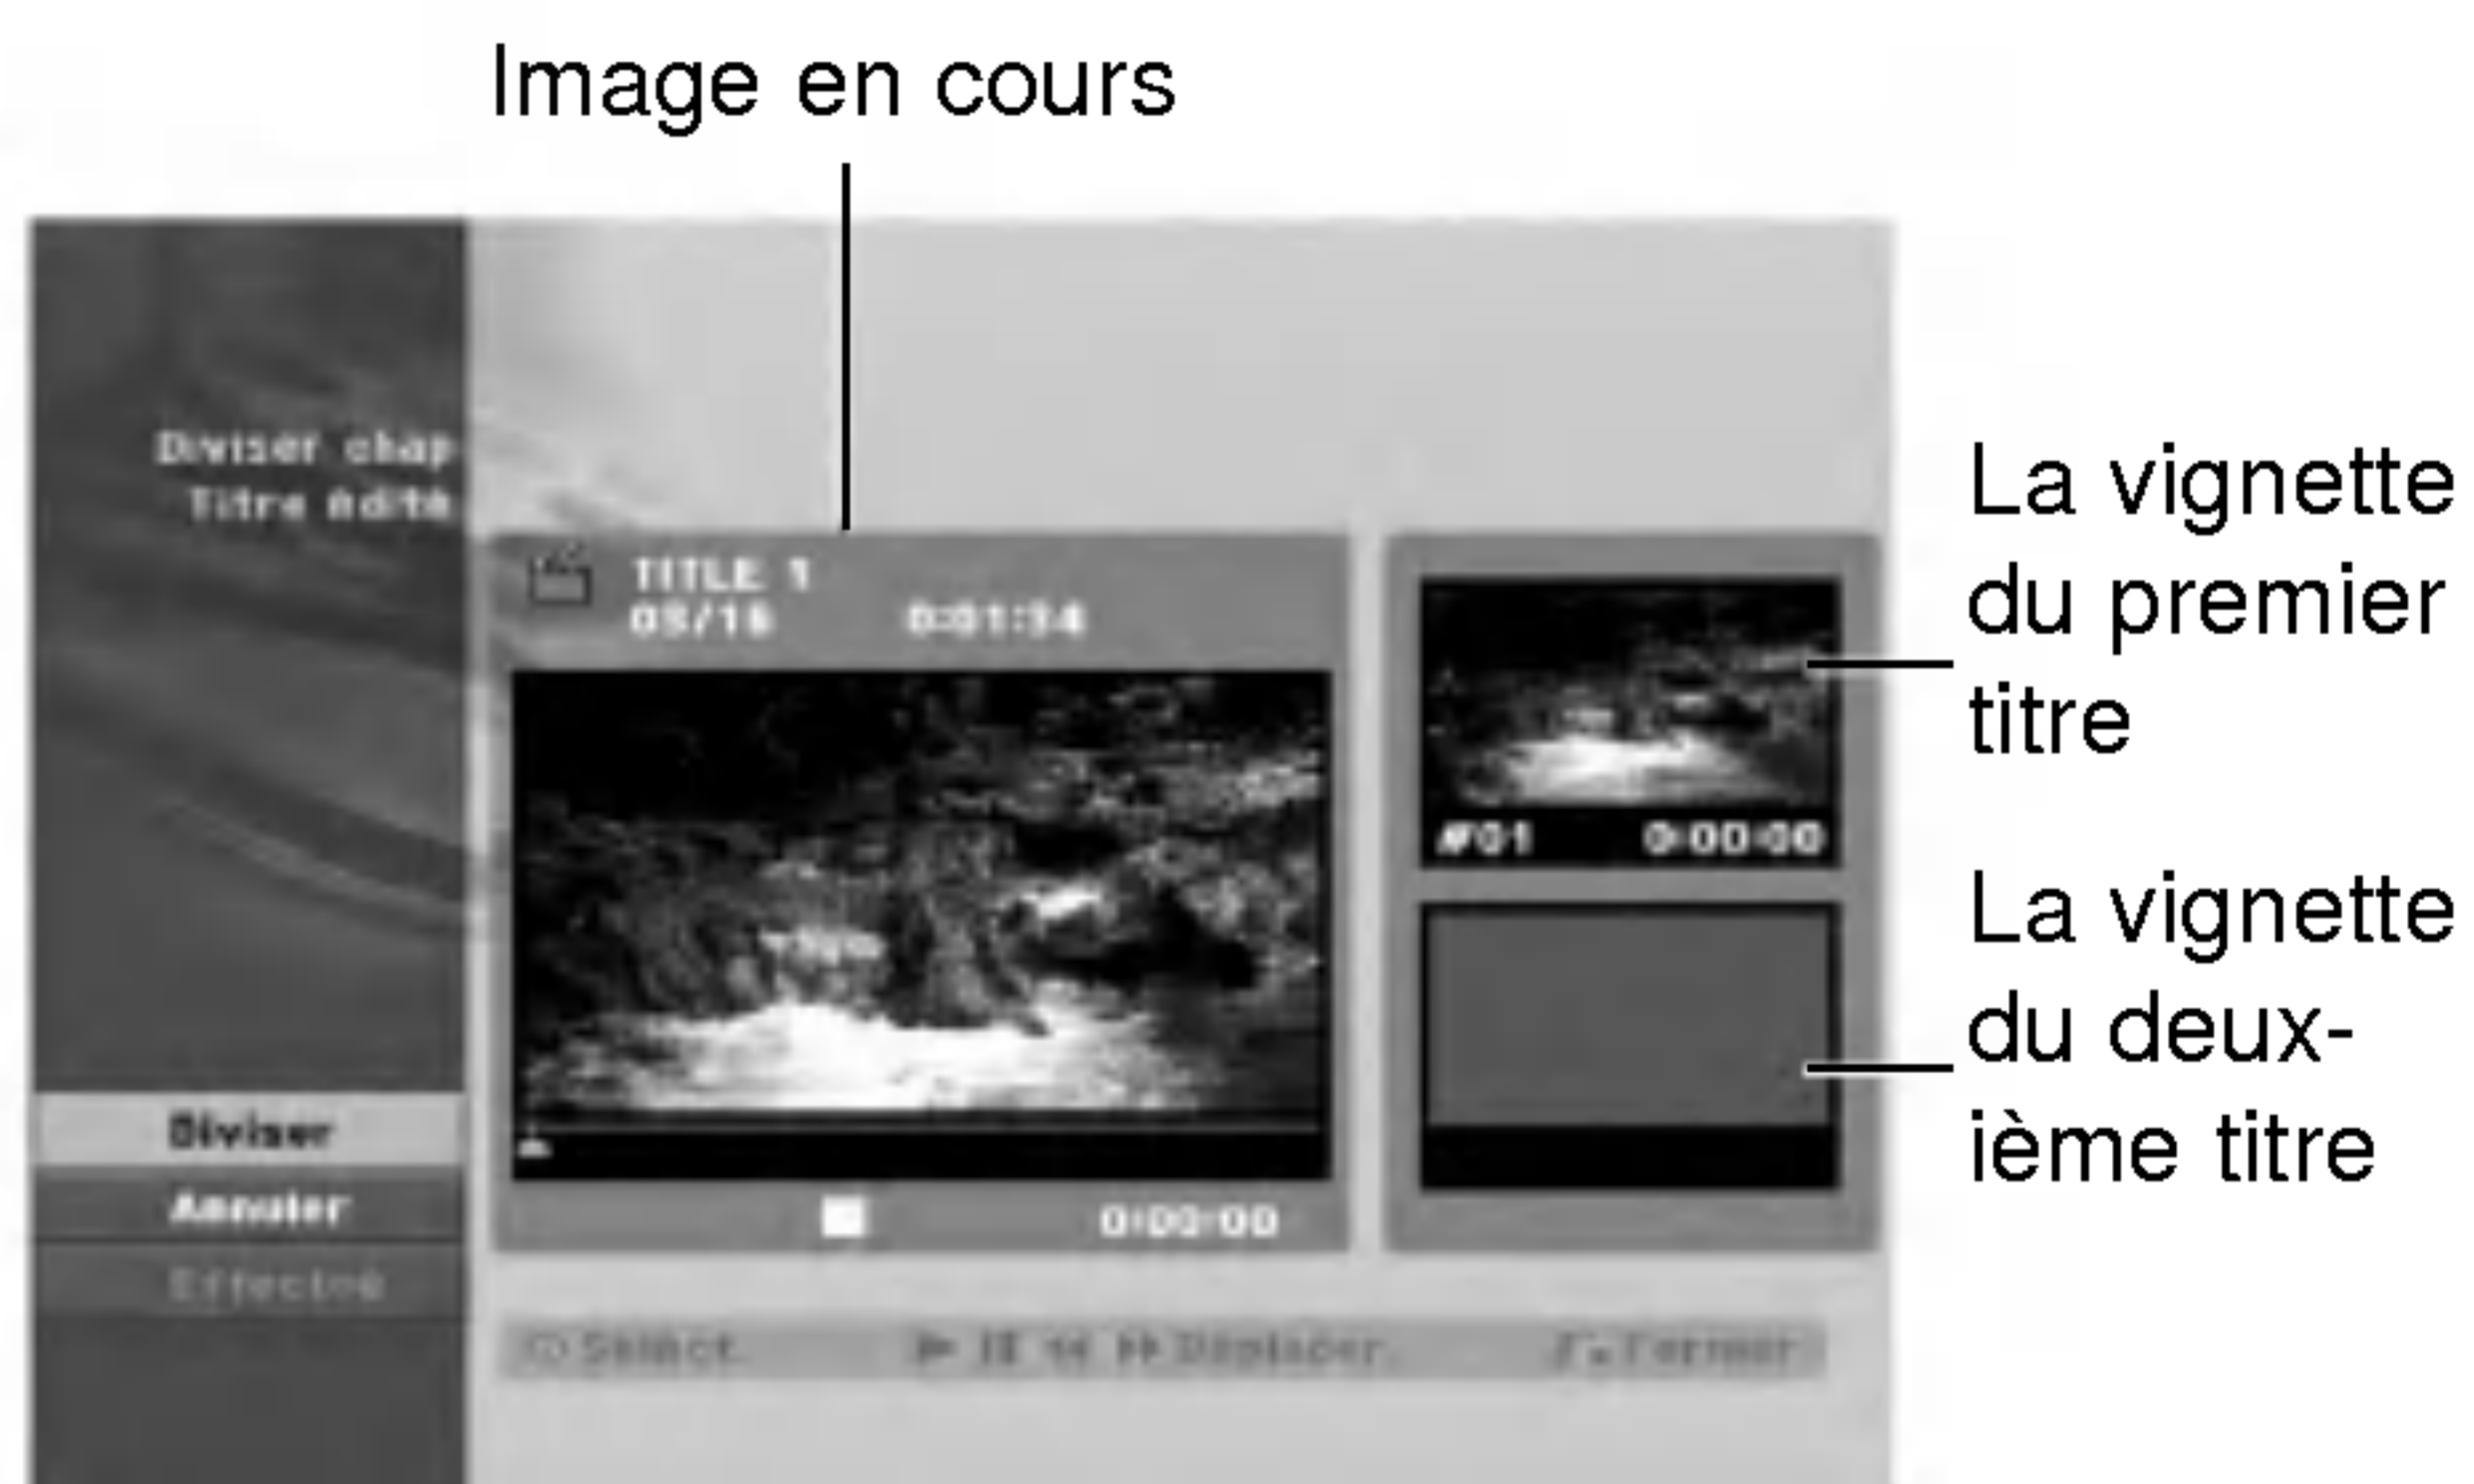 Image en cours
Diviser chap
Titre édité
TITLE 1
0:01:34
La vignette
du premier
titre
#01 0:00:00
La vignette
du deux-
ième titre
Diviser
Annuler
0:00:00
Effectué
Sélect. Déplacer Fermer